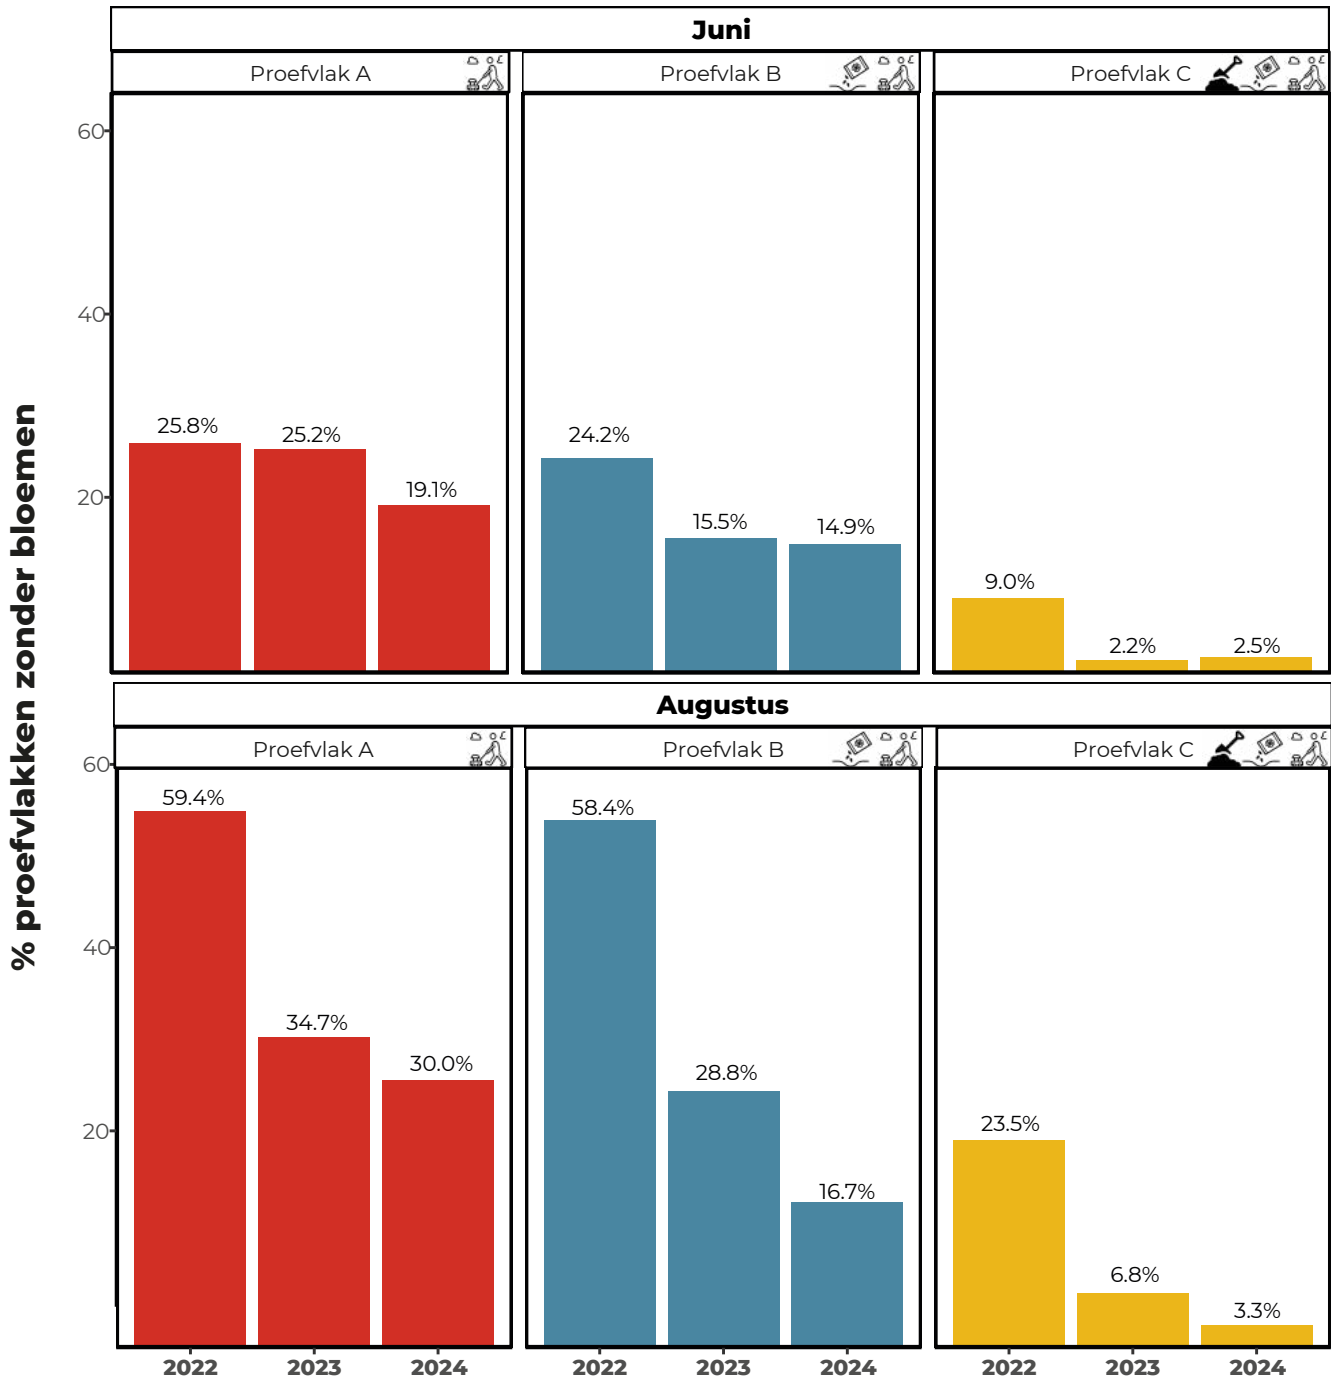 Juni
Proefvlak A
Proefvlak B
Proefvlak C
% proefvlakken zonder bloemen
60
40
20
25.8%
25.2%
19.1%
24.2%
15.5%
14.9%
9.0%
2.2%
2.5%
Augustus
Proefvlak A
Proefvlak B
Proefvlak C
60
40
20
59.4%
34.7%
30.0%
58.4%
28.8%
16.7%
23.5%
6.8%
3.3%
2022 2023 2024
2022 2023 2024
2022 2023 2024